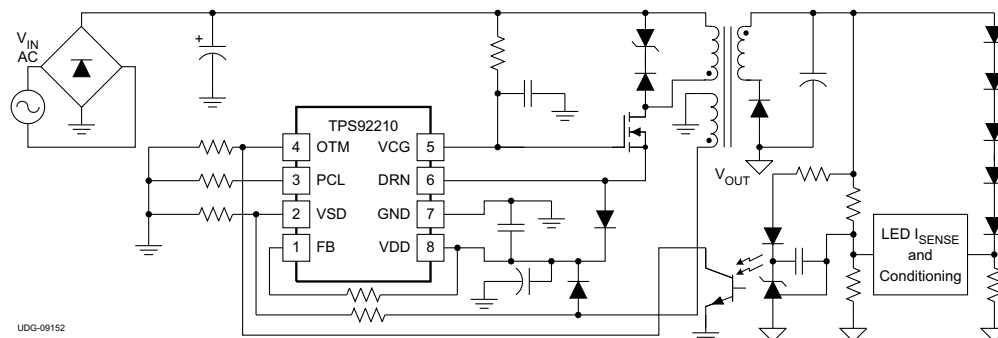 V_IN
AC
TPS92210
4 OTM VCG 5
3 PCL DRN 6
2 VSD GND 7
1 FB VDD 8
V_OUT
LED I_SENSE
and
Conditioning
+
+
UDG-09152